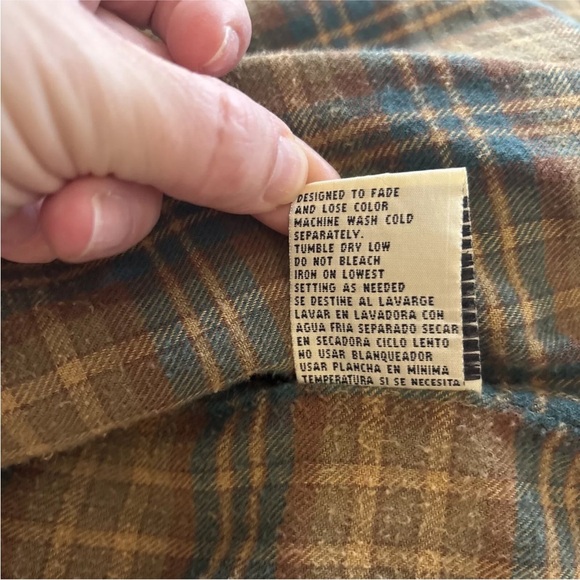 DESIGNED TO FADE
AND LOSE COLOR
MACHINE WASH COLD
SEPARATELY.
TUMBLE DRY LOW
DO NOT BLEACH
IRON ON LOWEST
SETTING AS NEEDED
SE DESTINE AL LAVARGE
LAVAR EN LAVADORA CON
AGUA FRIA SEPARADO SECAR
EN SECADORA CICLO LENTO
NO USAR BLANQUEADOR
USAR PLANCHA EN MINIMA
TEMPERATURA SI SE NECESITA